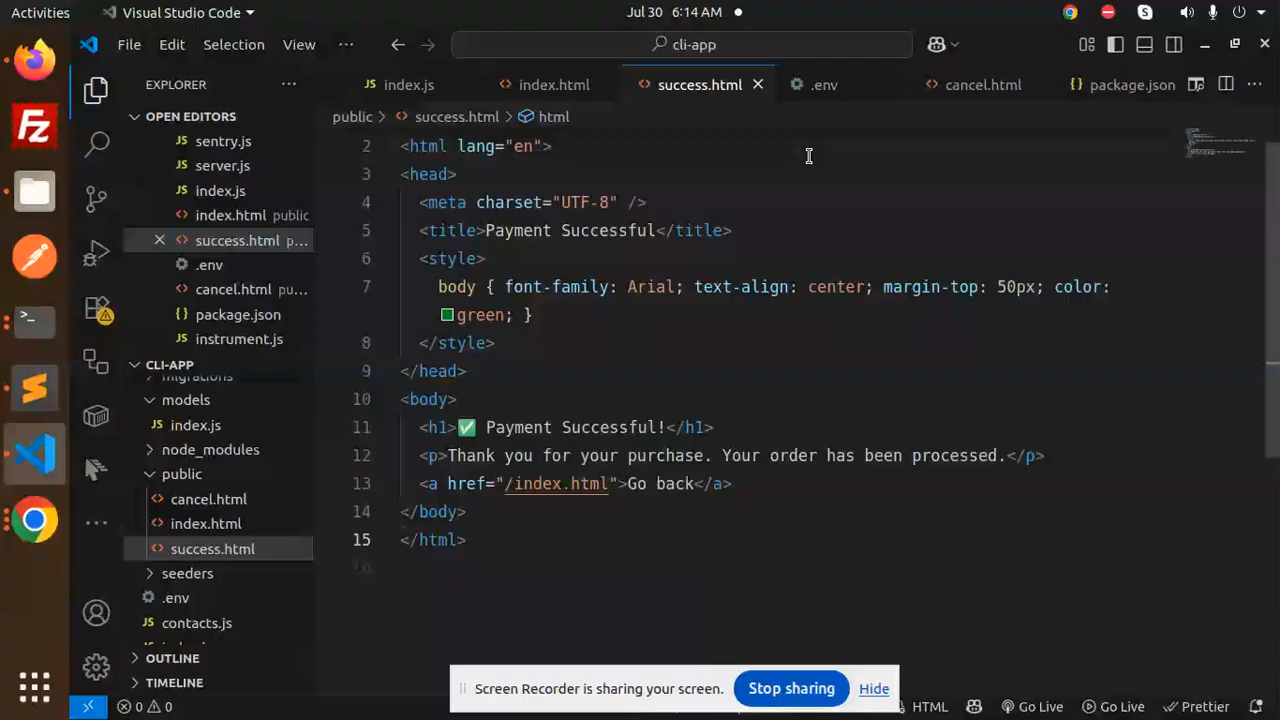 Activities
Visual Studio Code
Jul 30 6:14 AM
File Edit Selection View ...
cli-app
EXPLORER
index.js
index.html
success.html
.env
cancel.html
package.json
OPEN EDITORS
sentry.js
server.js
index.js
index.html public
success.html p...
.env
cancel.html pu...
package.json
instrument.js
CLI-APP
migrations
models
index.js
node_modules
public
cancel.html
index.html
success.html
seeders
.env
contacts.js
OUTLINE
TIMELINE
public > success.html > html
2 <html lang="en">
3 <head>
4 <meta charset="UTF-8" />
5 <title>Payment Successful</title>
6 <style>
7 body { font-family: Arial; text-align: center; margin-top: 50px; color:
green; }
8 </style>
9 </head>
10 <body>
11 <h1>✅ Payment Successful!</h1>
12 <p>Thank you for your purchase. Your order has been processed.</p>
13 <a href="/index.html">Go back</a>
14 </body>
15 </html>
16
Screen Recorder is sharing your screen.
Stop sharing
Hide
0 0
HTML
Go Live
Go Live
Prettier